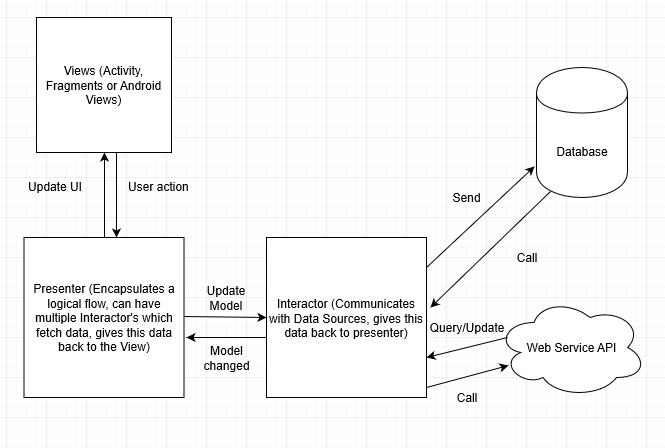 Views (Activity,
Fragments or Android
Views)
Database
Update UI
User action
Send
Call
Presenter (Encapsulates a
logical flow, can have
multiple Interactor's which
fetch data, gives this data
back to the View)
Update
Model
Model
changed
Interactor (Communicates
with Data Sources, gives this
data back to presenter)
Query/Update
Web Service API
Call